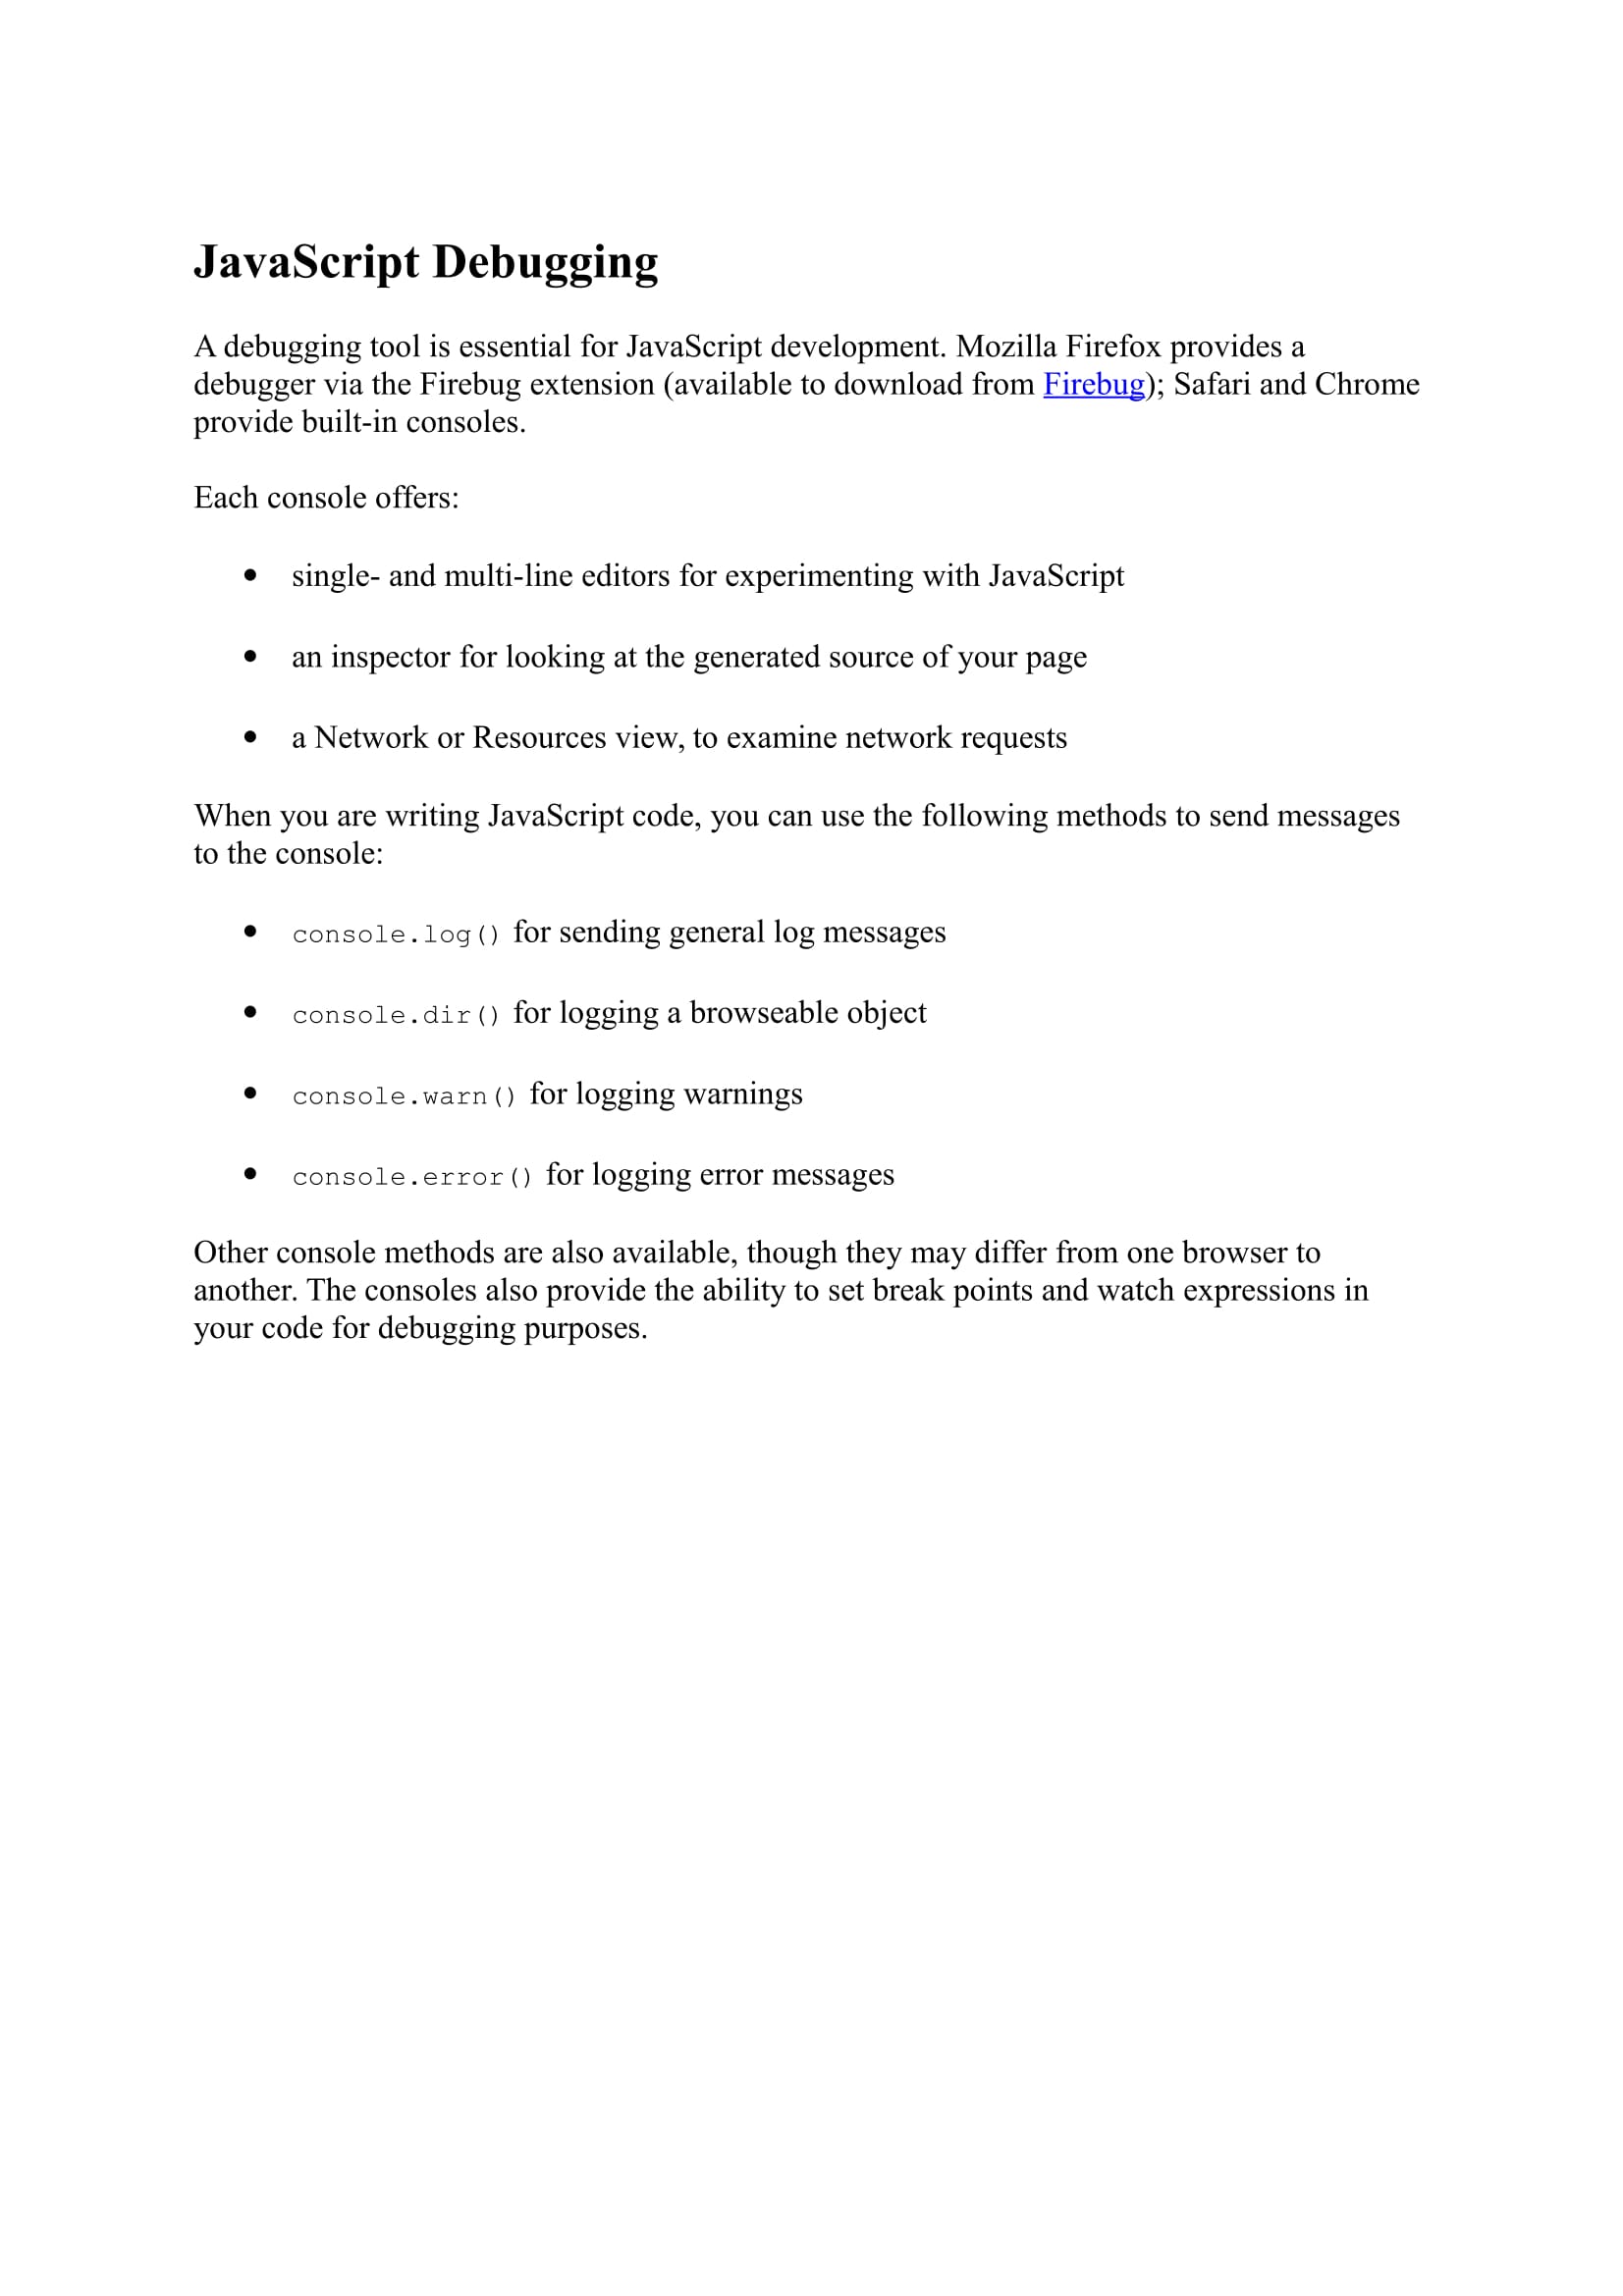 JavaScript Debugging
A debugging tool is essential for JavaScript development. Mozilla Firefox provides a
debugger via the Firebug extension (available to download from Firebug); Safari and Chrome
provide built-in consoles.
Each console offers:
• single- and multi-line editors for experimenting with JavaScript
• an inspector for looking at the generated source of your page
• a Network or Resources view, to examine network requests
When you are writing JavaScript code, you can use the following methods to send messages
to the console:
• console.log() for sending general log messages
• console.dir() for logging a browseable object
• console.warn() for logging warnings
• console.error() for logging error messages
Other console methods are also available, though they may differ from one browser to
another. The consoles also provide the ability to set break points and watch expressions in
your code for debugging purposes.